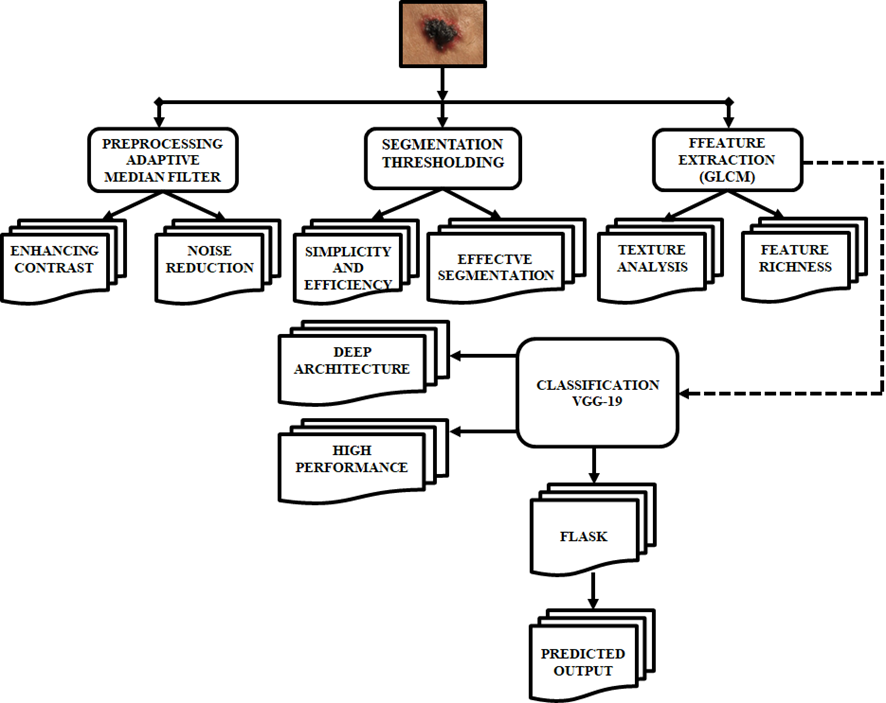 PREPROCESSING
ADAPTIVE
MEDIAN FILTER
SEGMENTATION
THRESHOLDING
FFEATURE
EXTRACTION
(GLCM)
ENHANCING
CONTRAST
NOISE
REDUCTION
SIMPLICITY
AND
EFFICIENCY
EFFECTVE
SEGMENTATION
TEXTURE
ANALYSIS
FEATURE
RICHNESS
DEEP
ARCHITECTURE
CLASSIFICATION
VGG-19
HIGH
PERFORMANCE
FLASK
PREDICTED
OUTPUT